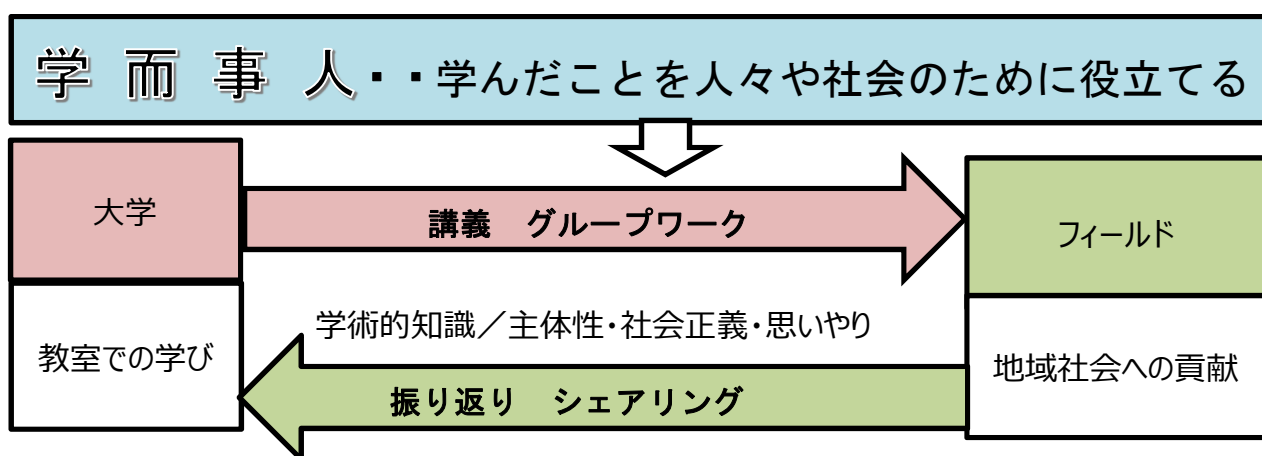 学 而 事 人・・学んだことを人々や社会のために役立てる
大学
講義　グループワーク
フィールド
学術的知識／主体性・社会正義・思いやり
教室での学び
地域社会への貢献
振り返り　シェアリング